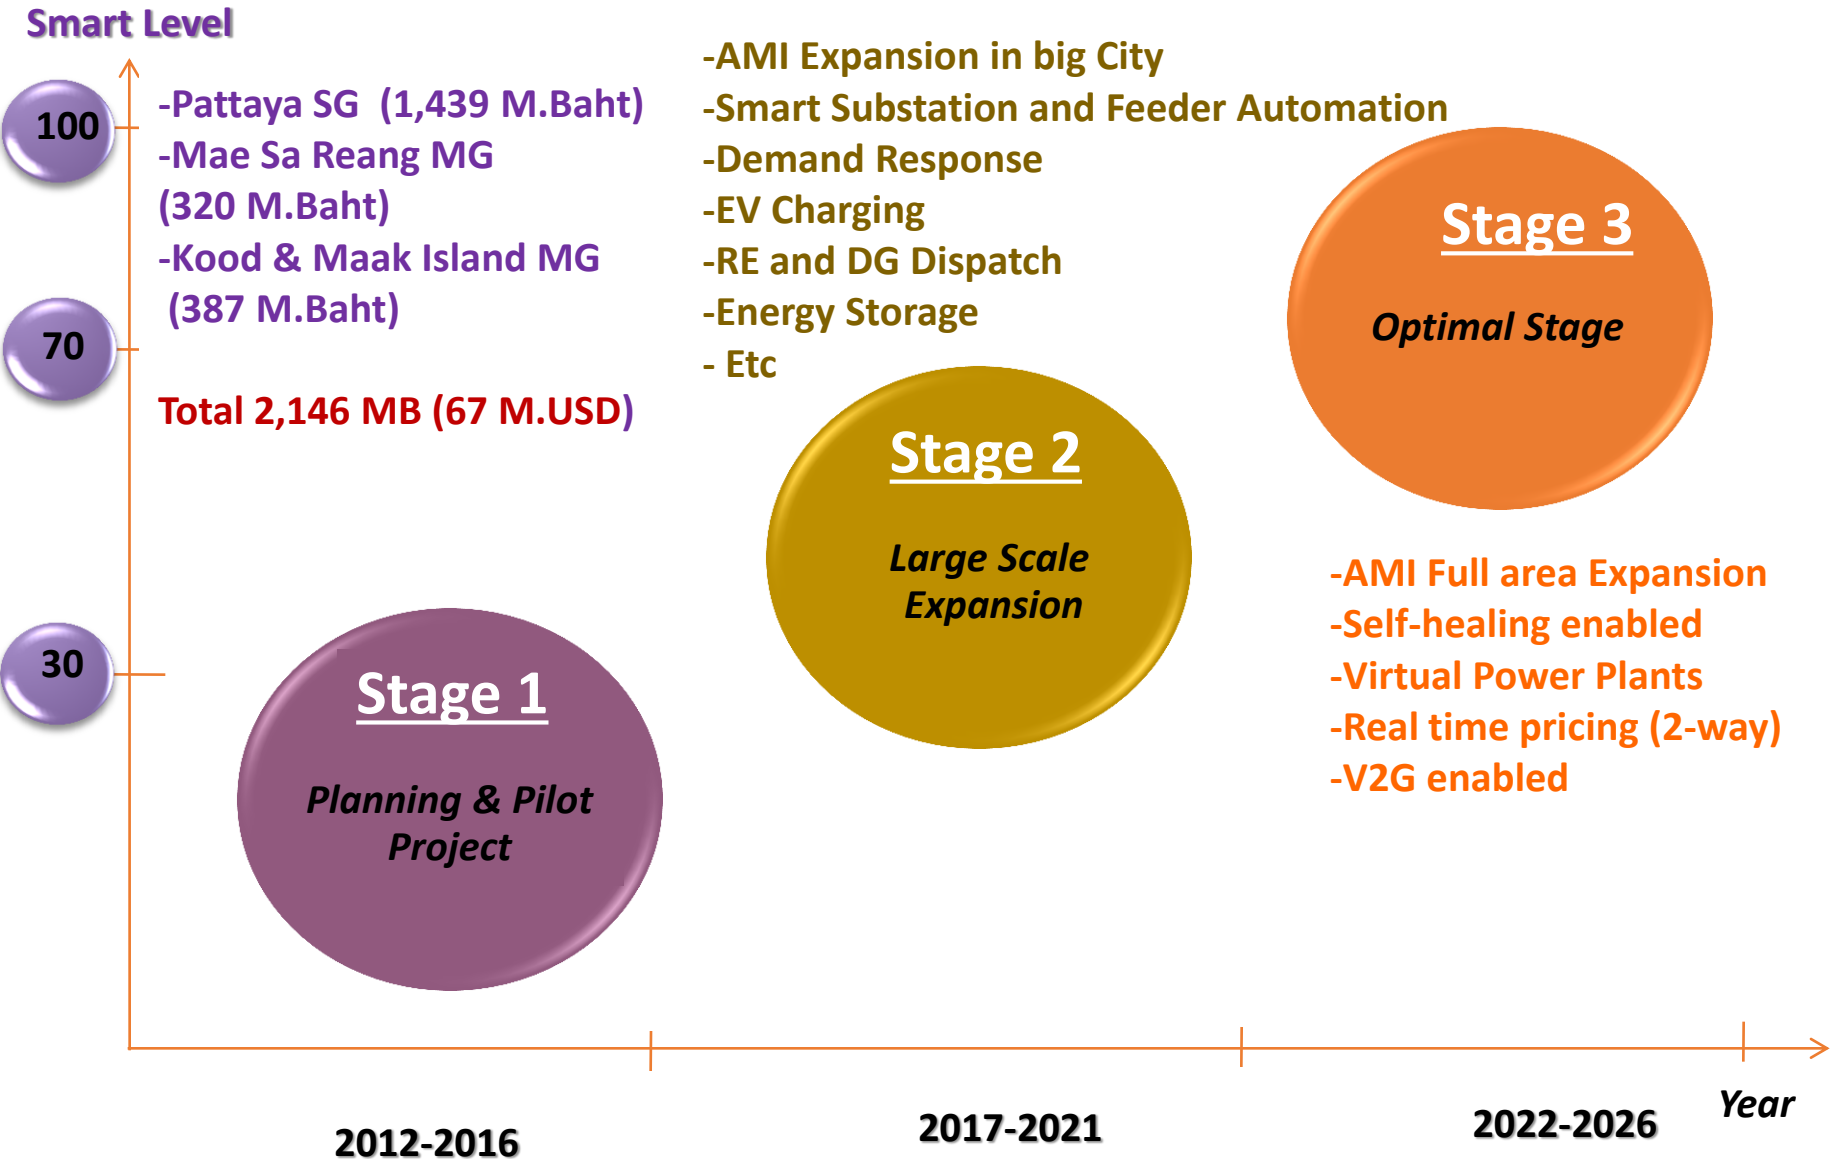 Smart Level
100
70
30
-Pattaya SG  (1,439 M.Baht)
-Mae Sa Reang MG
(320 M.Baht)
-Kood & Maak Island MG
(387 M.Baht)
Total 2,146 MB (67 M.USD)
Stage 1
Planning & Pilot
Project
-AMI Expansion in big City
-Smart Substation and Feeder Automation
-Demand Response
-EV Charging
-RE and DG Dispatch
-Energy Storage
- Etc
Stage 2
Large Scale
Expansion
Stage 3
Optimal Stage
-AMI Full area Expansion
-Self-healing enabled
-Virtual Power Plants
-Real time pricing (2-way)
-V2G enabled
2012-2016
2017-2021
2022-2026
Year